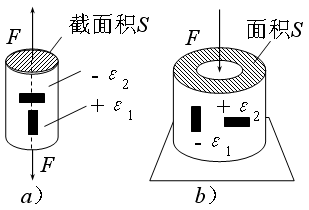 F
截面积S
- ε₂
+ ε₁
F
a）
F
面积S
+ ε₂
- ε₁
b）